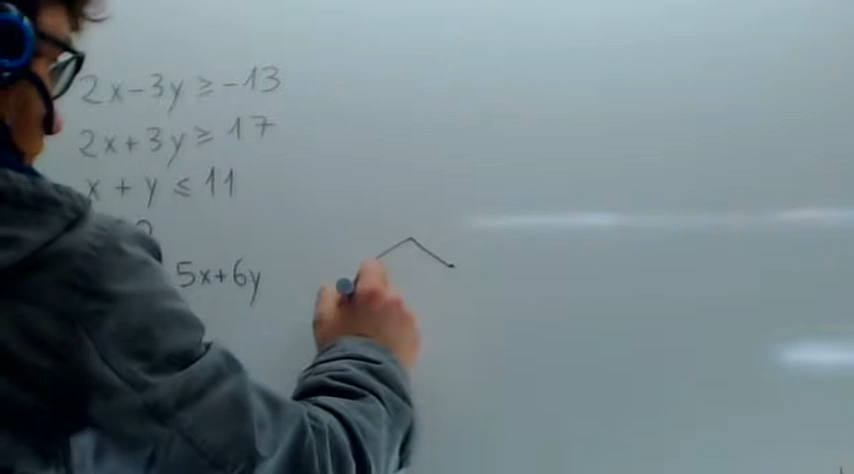 2x-3y ≥ -13
2x+3y ≥ 17
x + y ≤ 11
5x+6y